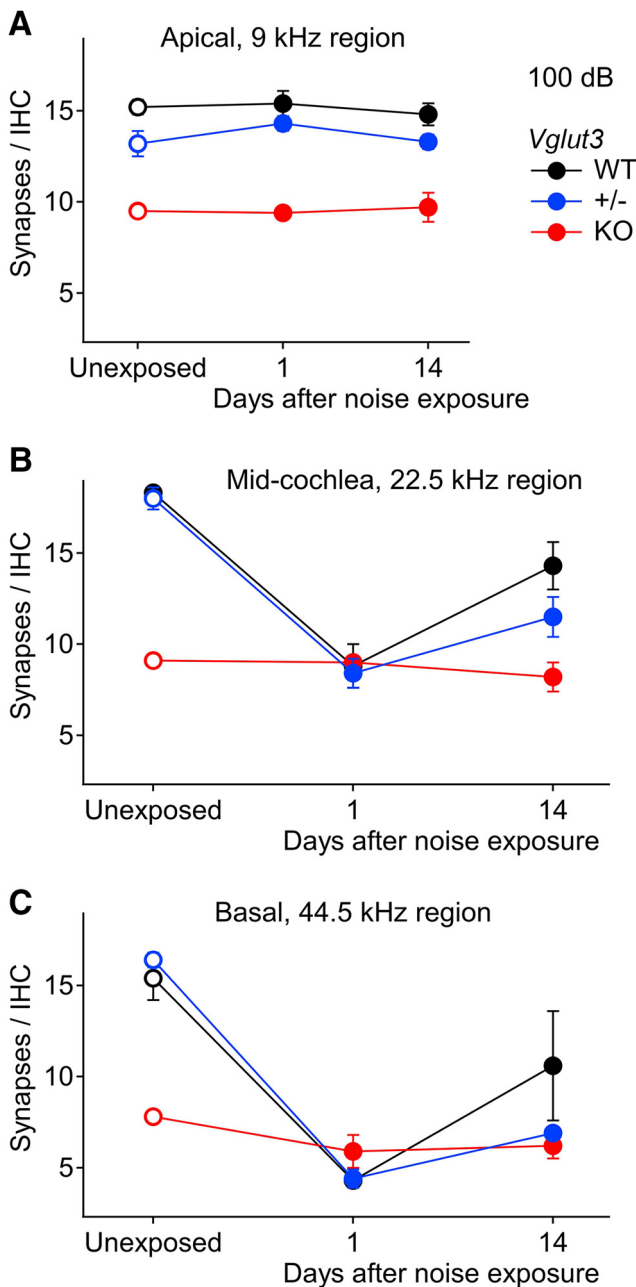 A
Apical, 9 kHz region
100 dB
Vglut3
WT
+/-
KO
Synapses / IHC
15
10
5
Unexposed 1 14
Days after noise exposure
B
Mid-cochlea, 22.5 kHz region
Synapses / IHC
15
10
5
Unexposed 1 14
Days after noise exposure
C
Basal, 44.5 kHz region
Synapses / IHC
15
10
5
Unexposed 1 14
Days after noise exposure